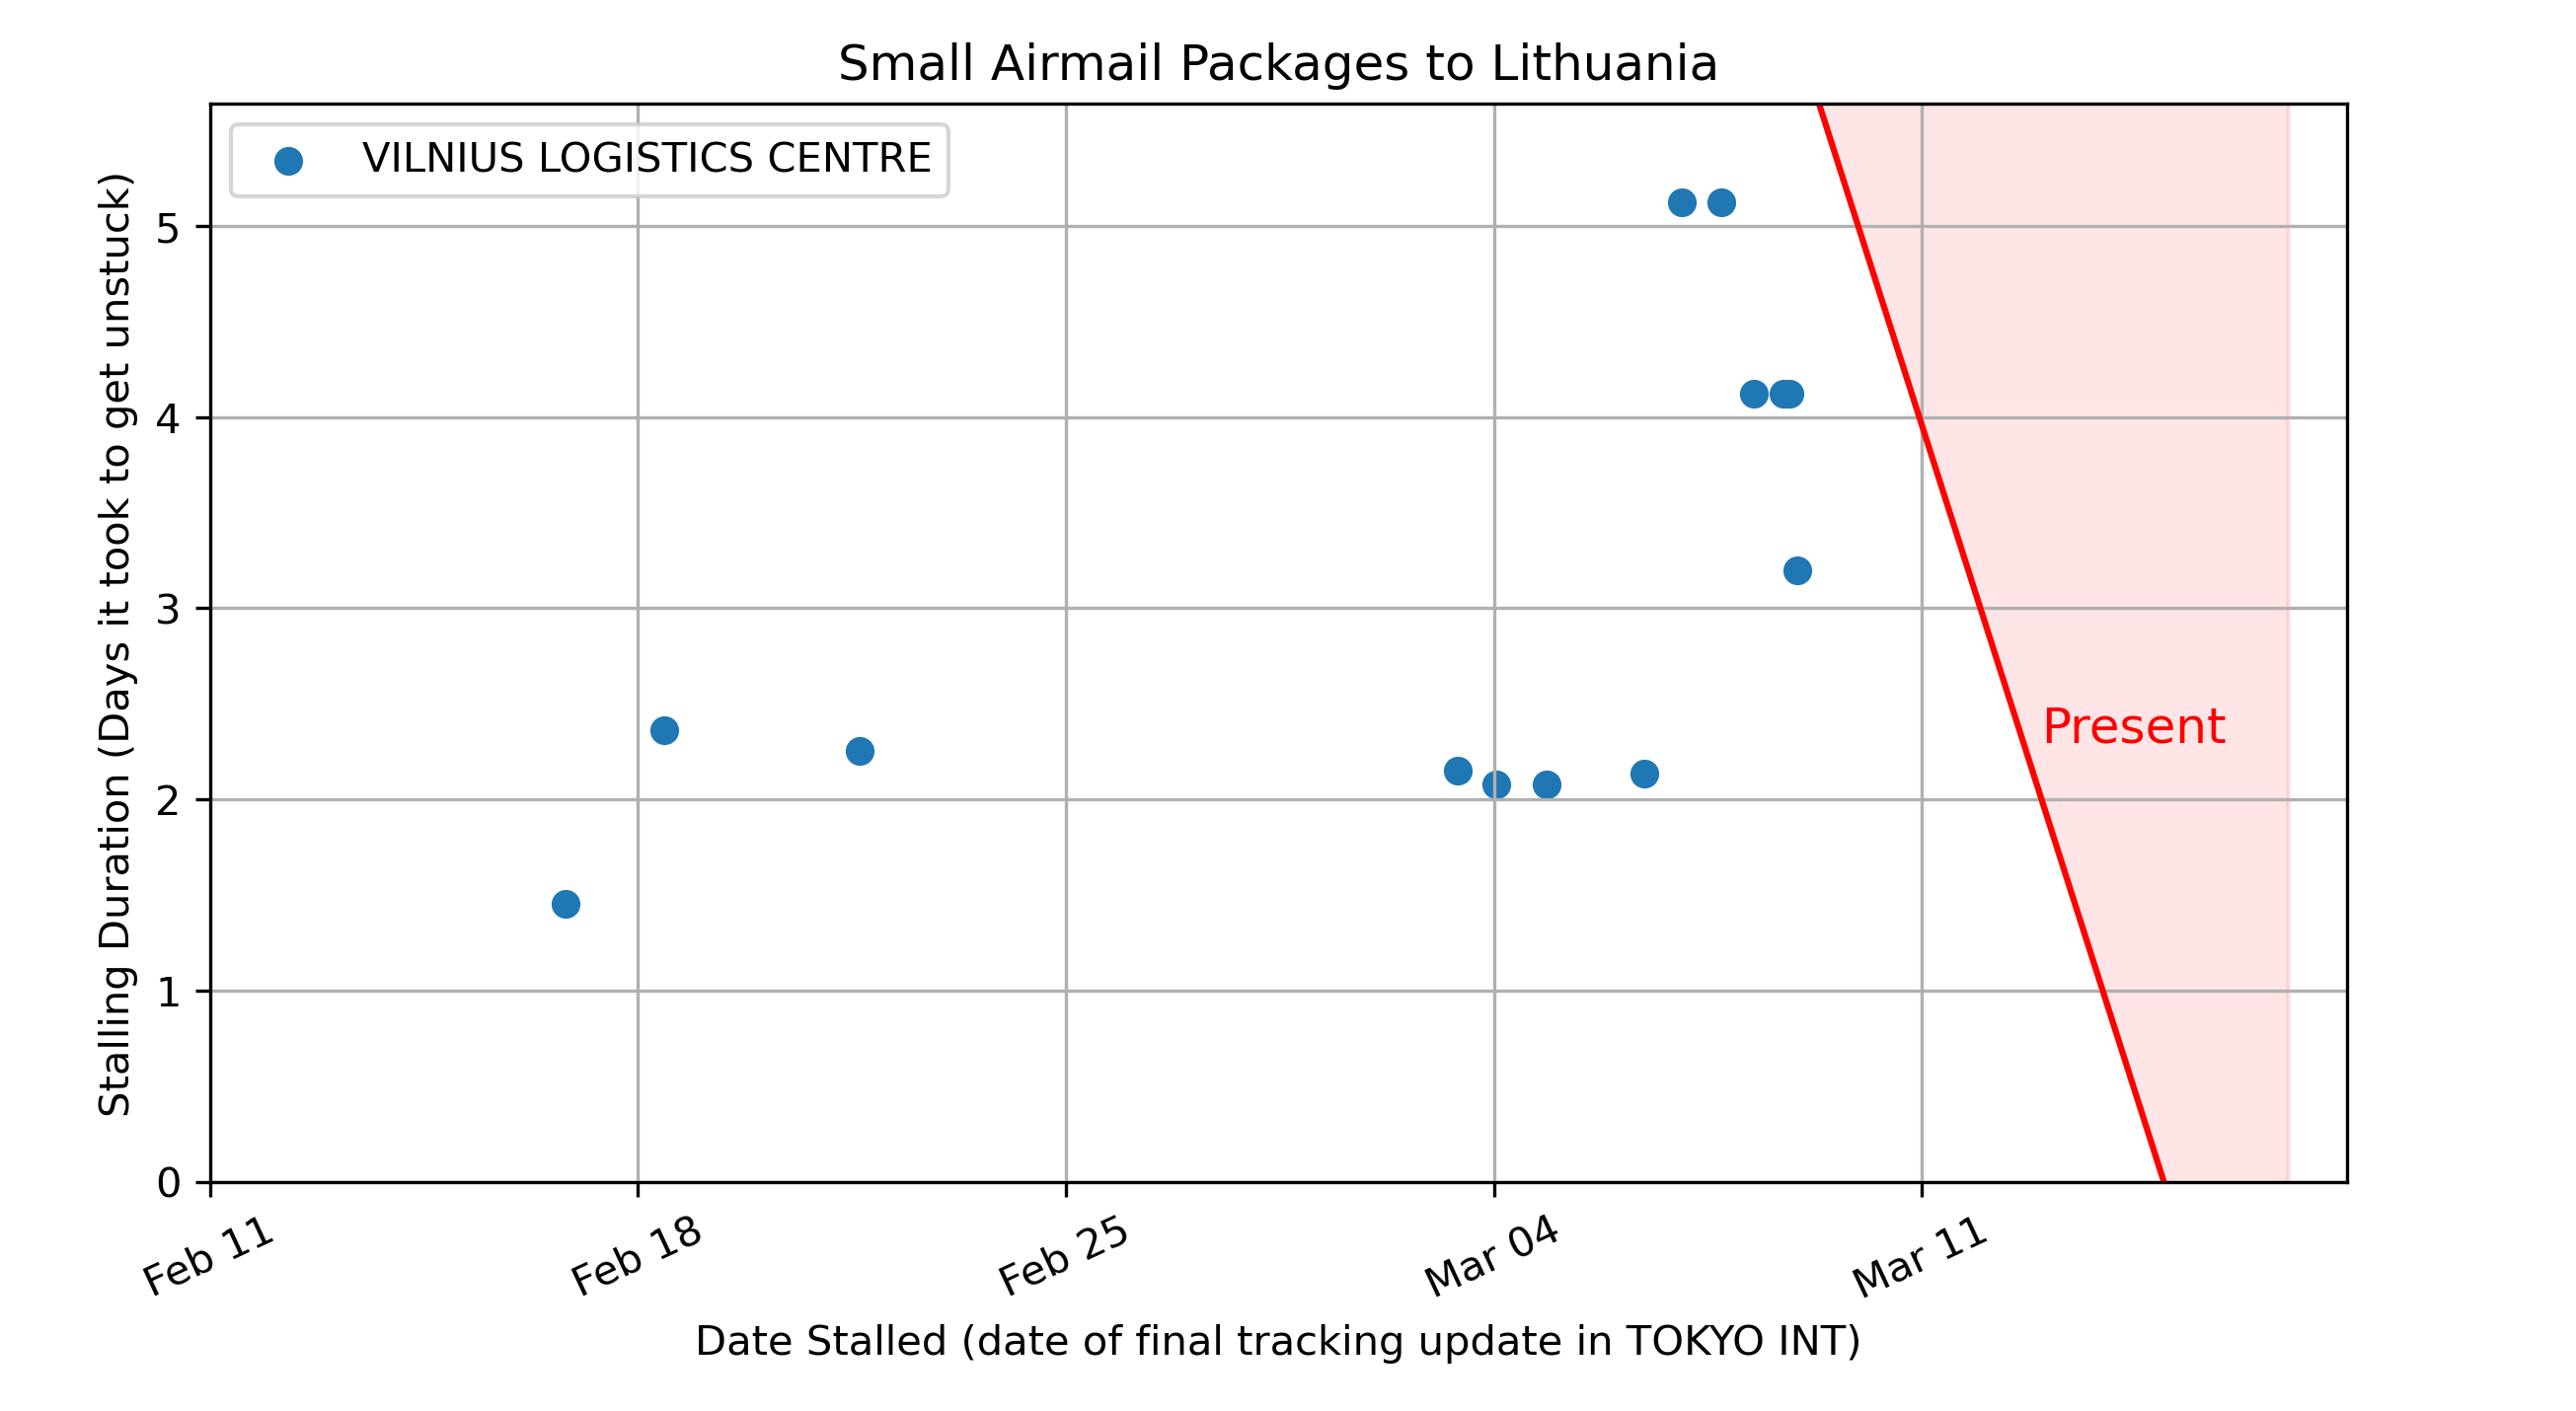 Small Airmail Packages to Lithuania
VILNIUS LOGISTICS CENTRE
Stalling Duration (Days it took to get unstuck)
5
4
3
2
1
0
Present
Feb 11
Feb 18
Feb 25
Mar 04
Mar 11
Date Stalled (date of final tracking update in TOKYO INT)